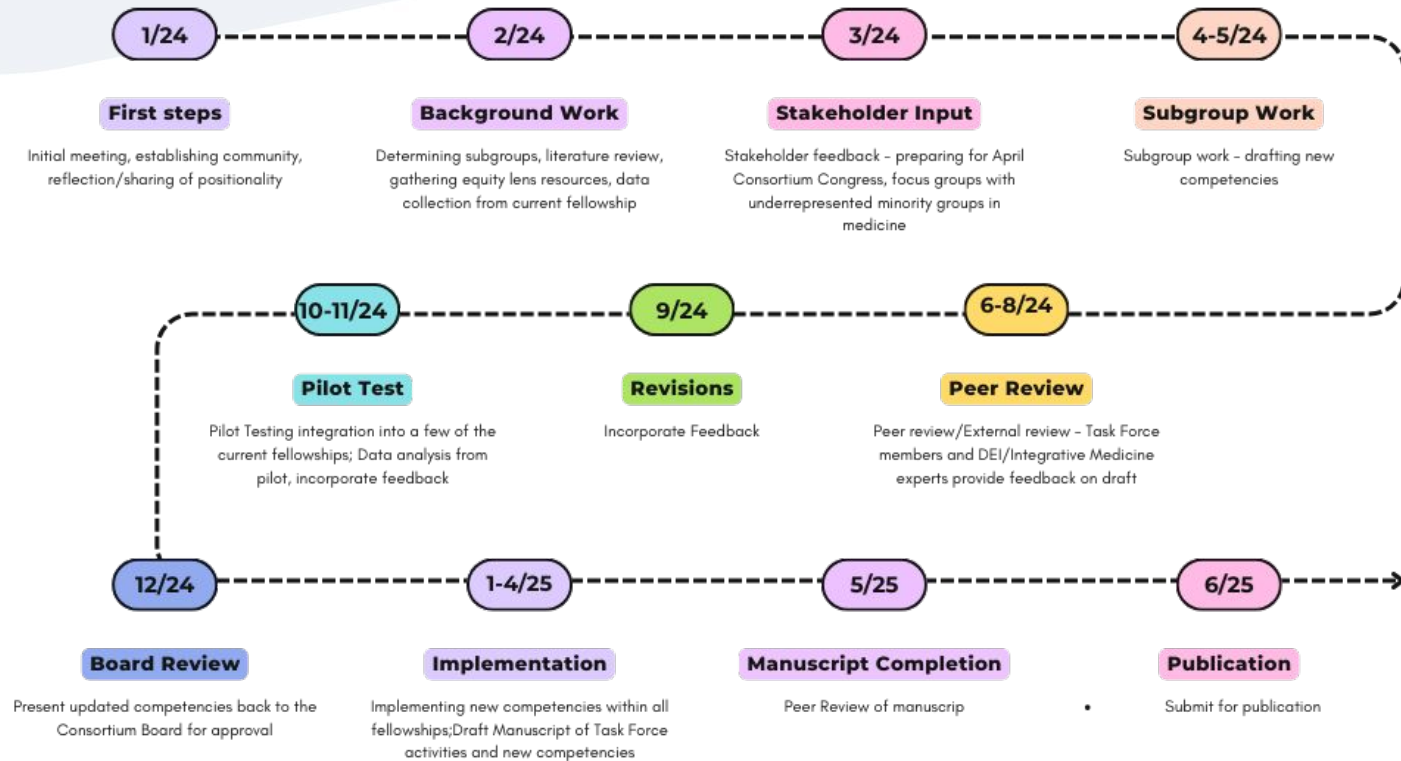 1/24
2/24
3/24
4-5/24
First steps
Background Work
Stakeholder Input
Subgroup Work
Initial meeting, establishing community,
reflection/sharing of positionality
Determining subgroups, literature review,
gathering equity lens resources, data
collection from current fellowship
Stakeholder feedback - preparing for April
Consortium Congress, focus groups with
underrepresented minority groups in
medicine
Subgroup work - drafting new
competencies
10-11/24
9/24
6-8/24
Pilot Test
Revisions
Peer Review
Pilot Testing integration into a few of the
current fellowships; Data analysis from
pilot, incorporate feedback
Incorporate Feedback
Peer review/External review - Task Force
members and DEI/Integrative Medicine
experts provide feedback on draft
12/24
1-4/25
5/25
6/25
Board Review
Implementation
Manuscript Completion
Publication
Present updated competencies back to the
Consortium Board for approval
Implementing new competencies within all
fellowships;Draft Manuscript of Task Force
activities and new competencies
Peer Review of manuscrip
• Submit for publication